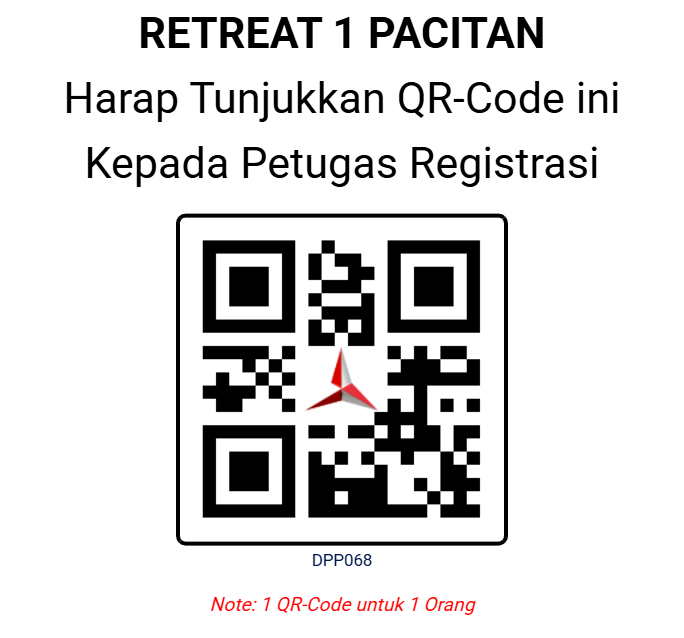 RETREAT 1 PACITAN
Harap Tunjukkan QR-Code ini
Kepada Petugas Registrasi
DPP068
Note: 1 QR-Code untuk 1 Orang